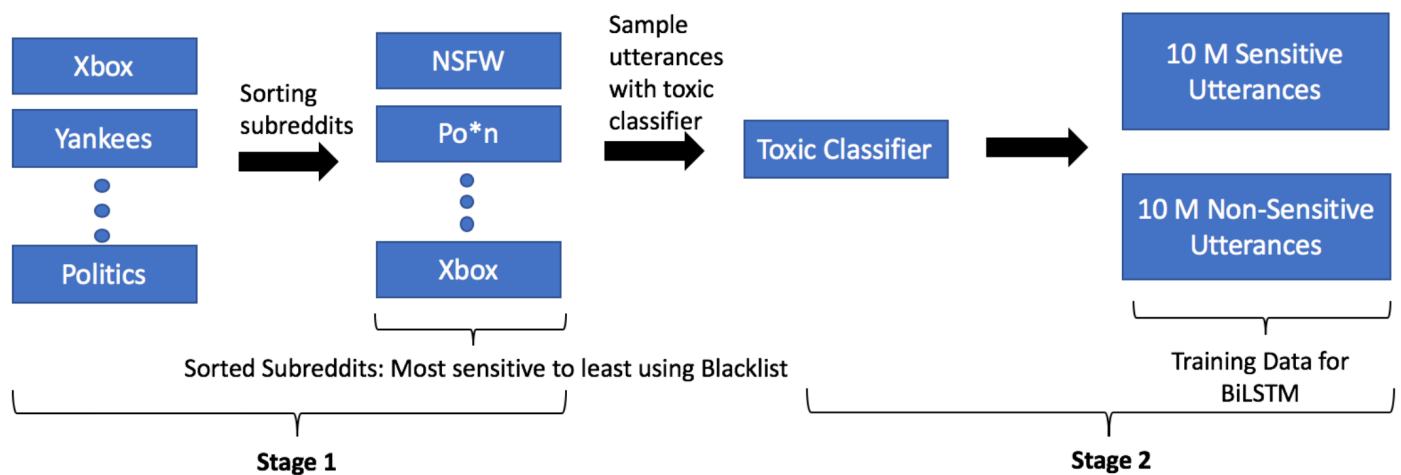 Xbox
Yankees
Politics
Sorting
subreddits
NSFW
Po*n
Xbox
Sample
utterances
with toxic
classifier
Toxic Classifier
10 M Sensitive
Utterances
10 M Non-Sensitive
Utterances
Sorted Subreddits: Most sensitive to least using Blacklist
Training Data for
BiLSTM
Stage 1
Stage 2